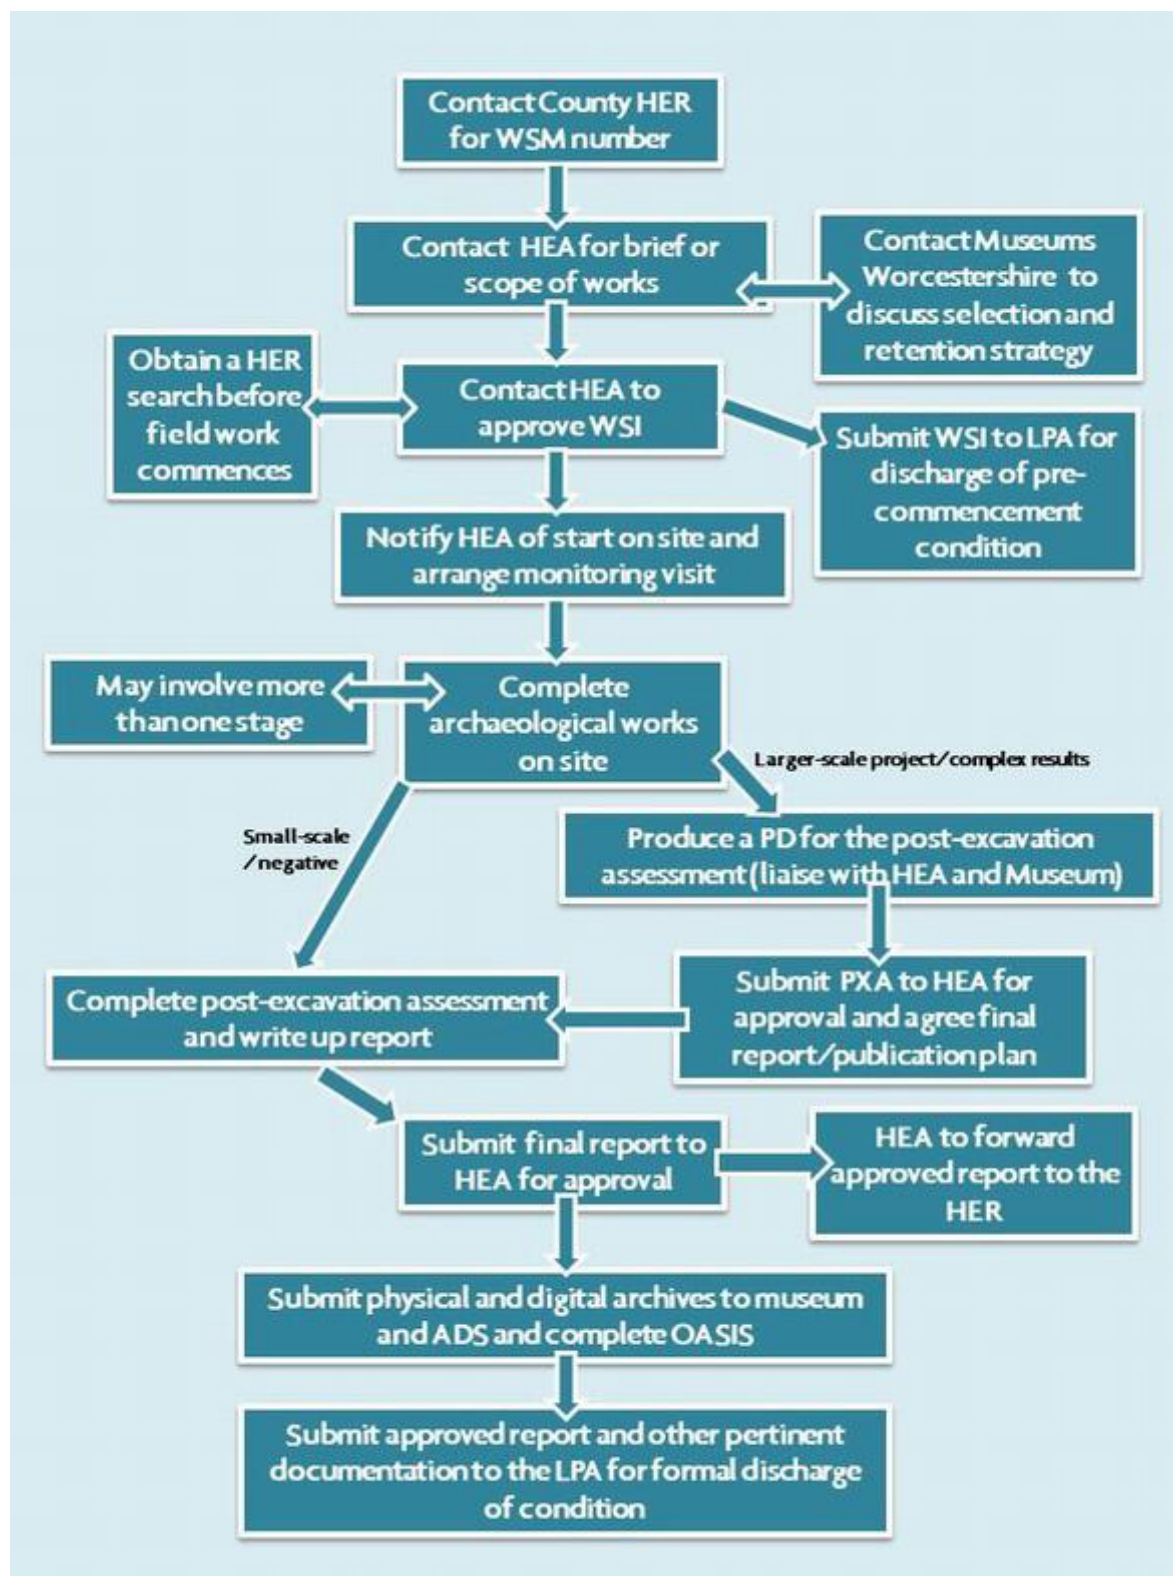 Contact County HER
for WSM number
Contact HEA for brief or
scope of works
Contact Museums
Worcestershire to
discuss selection and
retention strategy
Obtain a HER
search before
field work
commences
Contact HEA to
approve WSI
Submit WSI to LPA for
discharge of pre-
commencement
condition
Notify HEA of start on site and
arrange monitoring visit
May involve more
than one stage
Complete
archaeological works
on site
Larger-scale project/complex results
Small-scale
/negative
Produce a PD for the post-excavation
assessment (liaise with HEA and Museum)
Complete post-excavation assessment
and write up report
Submit PXA to HEA for
approval and agree final
report/publication plan
Submit final report to
HEA for approval
HEA to forward
approved report to the
HER
Submit physical and digital archives to museum
and ADS and complete OASIS
Submit approved report and other pertinent
documentation to the LPA for formal discharge
of condition